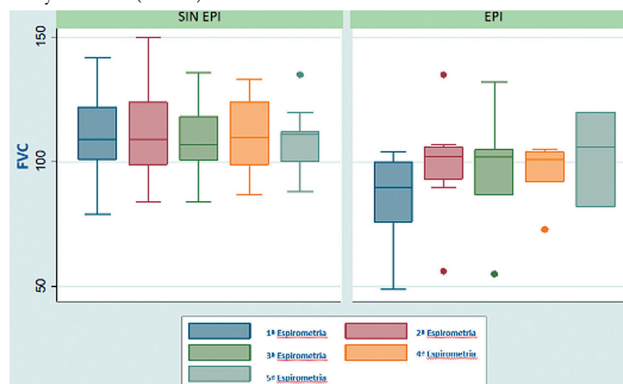 SIN EPI
EPI
150
100
50
FVC
1ª Espirometria
2ª Espirometria
3ª Espirometria
4ª Espirometria
5ª Espirometria